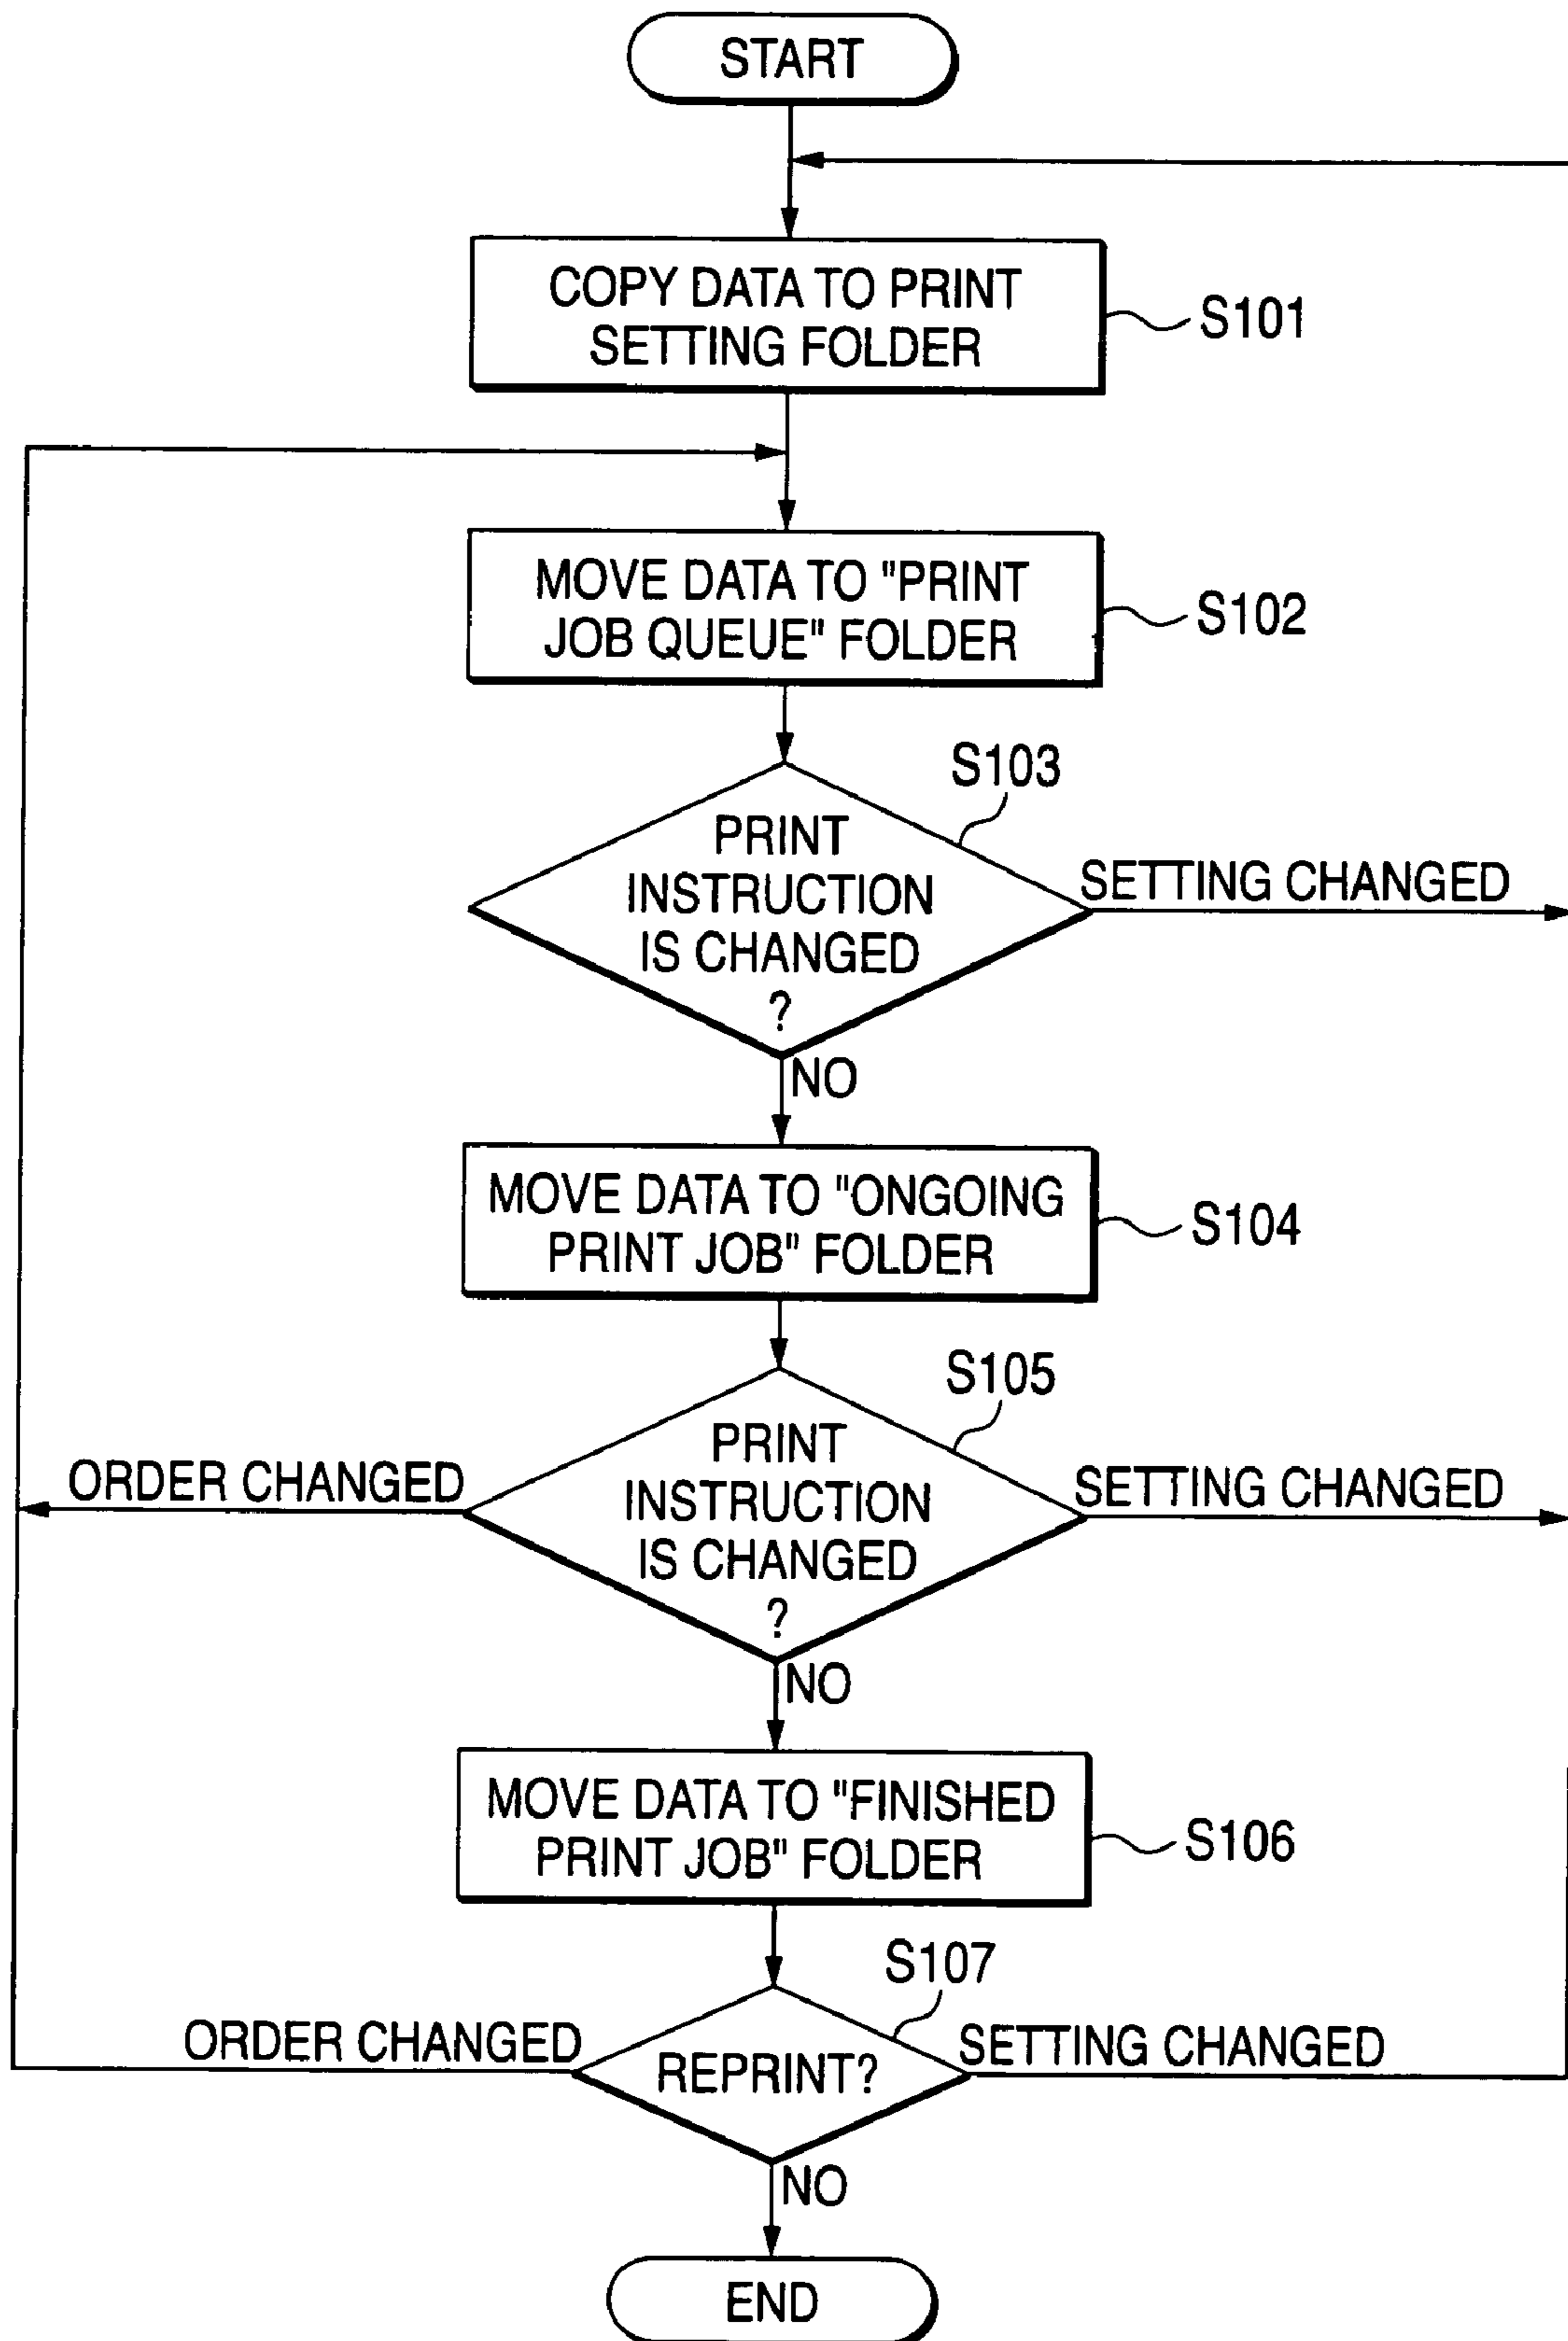 START
COPY DATA TO PRINT
SETTING FOLDER
S101
MOVE DATA TO "PRINT
JOB QUEUE" FOLDER
S102
S103
PRINT
INSTRUCTION
IS CHANGED
?
SETTING CHANGED
NO
MOVE DATA TO "ONGOING
PRINT JOB" FOLDER
S104
S105
ORDER CHANGED
PRINT
INSTRUCTION
IS CHANGED
?
SETTING CHANGED
NO
MOVE DATA TO "FINISHED
PRINT JOB" FOLDER
S106
S107
ORDER CHANGED
REPRINT?
SETTING CHANGED
NO
END